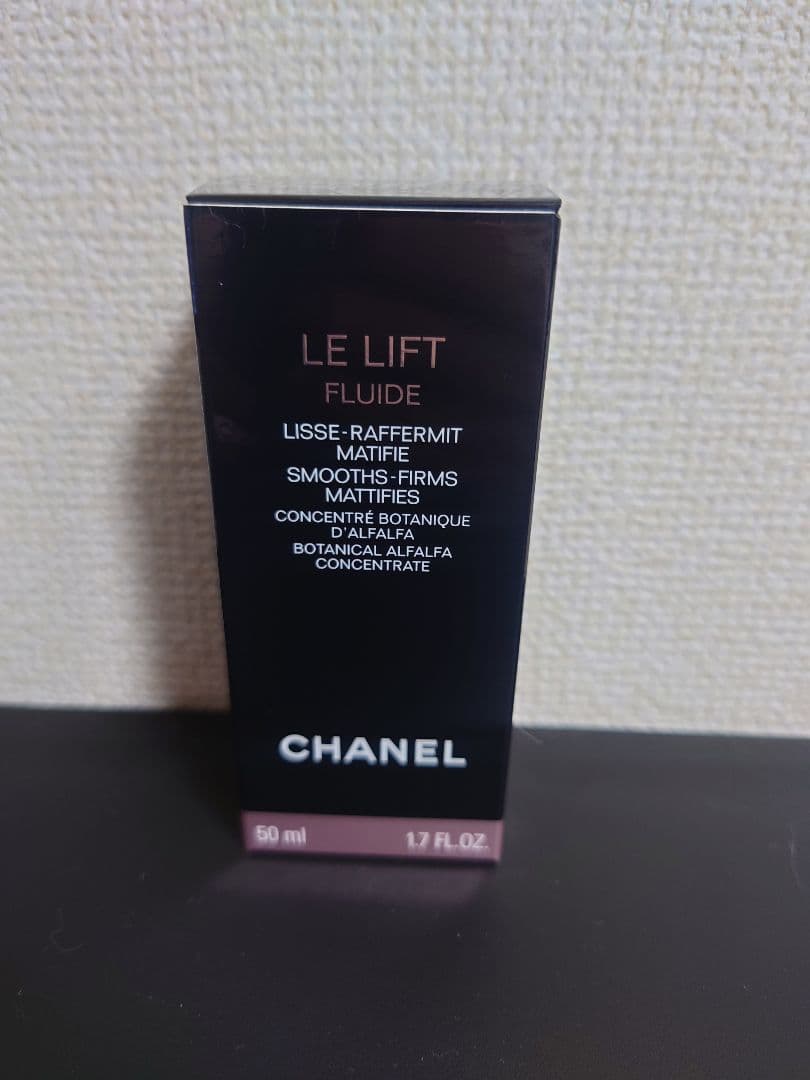 LE LIFT
FLUIDE
LISSE-RAFFERMIT
MATIFIE
SMOOTHS-FIRMS
MATTIFIES
CONCENTRÉ BOTANIQUE
D'ALFALFA
BOTANICAL ALFALFA
CONCENTRATE
CHANEL
50 ml 1.7 FL.OZ.